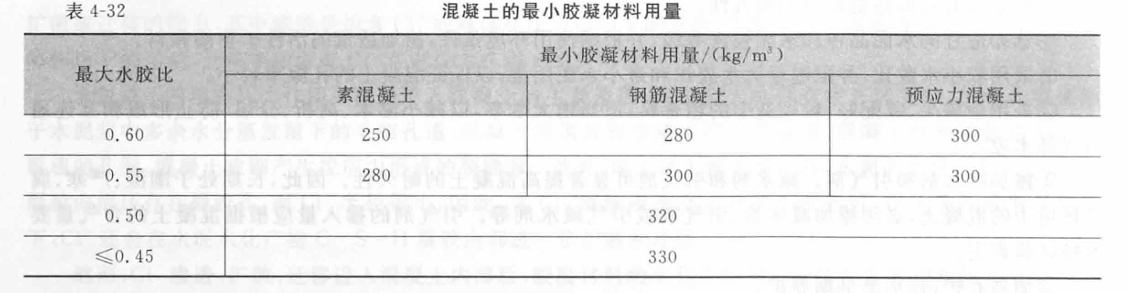 表 4-32 混凝土的最小胶凝材料用量
最大水胶比 最小胶凝材料用量/(kg/m³)
素混凝土 钢筋混凝土 预应力混凝土
0.60 250 280 300
0.55 280 300 300
0.50 320
≤0.45 330